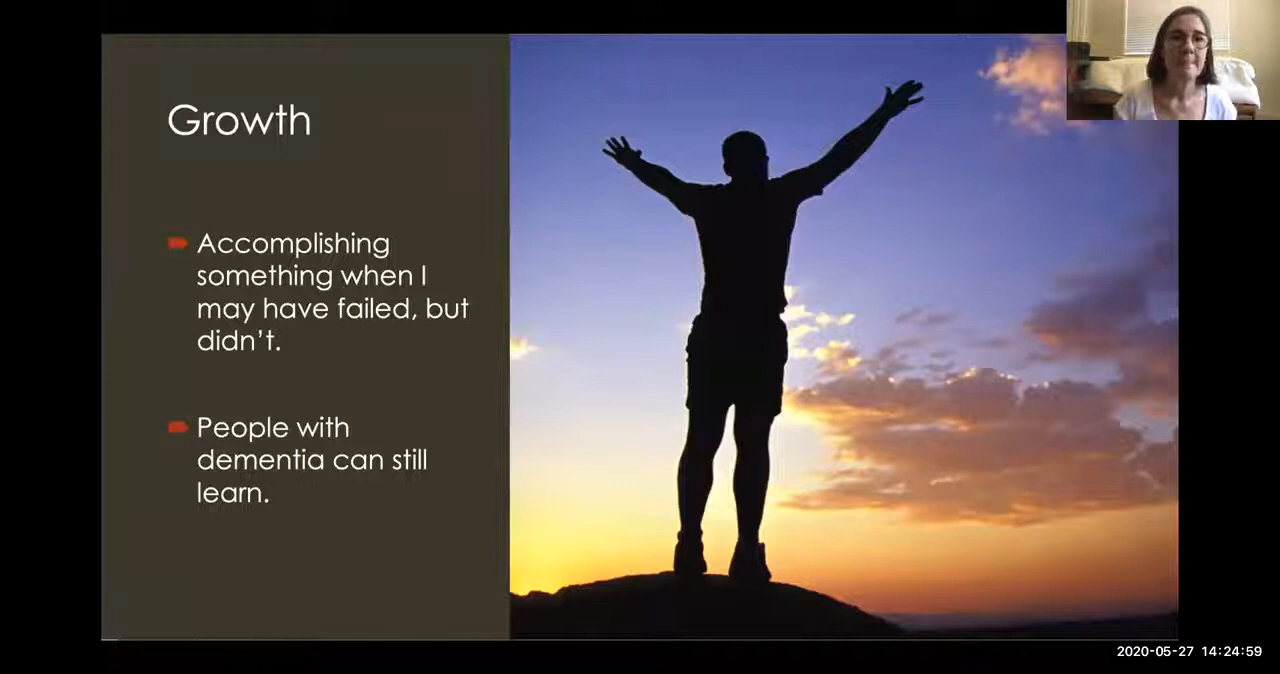 Growth
Accomplishing
something when I
may have failed, but
didn’t.
People with
dementia can still
learn.
2020-05-27 14:24:59